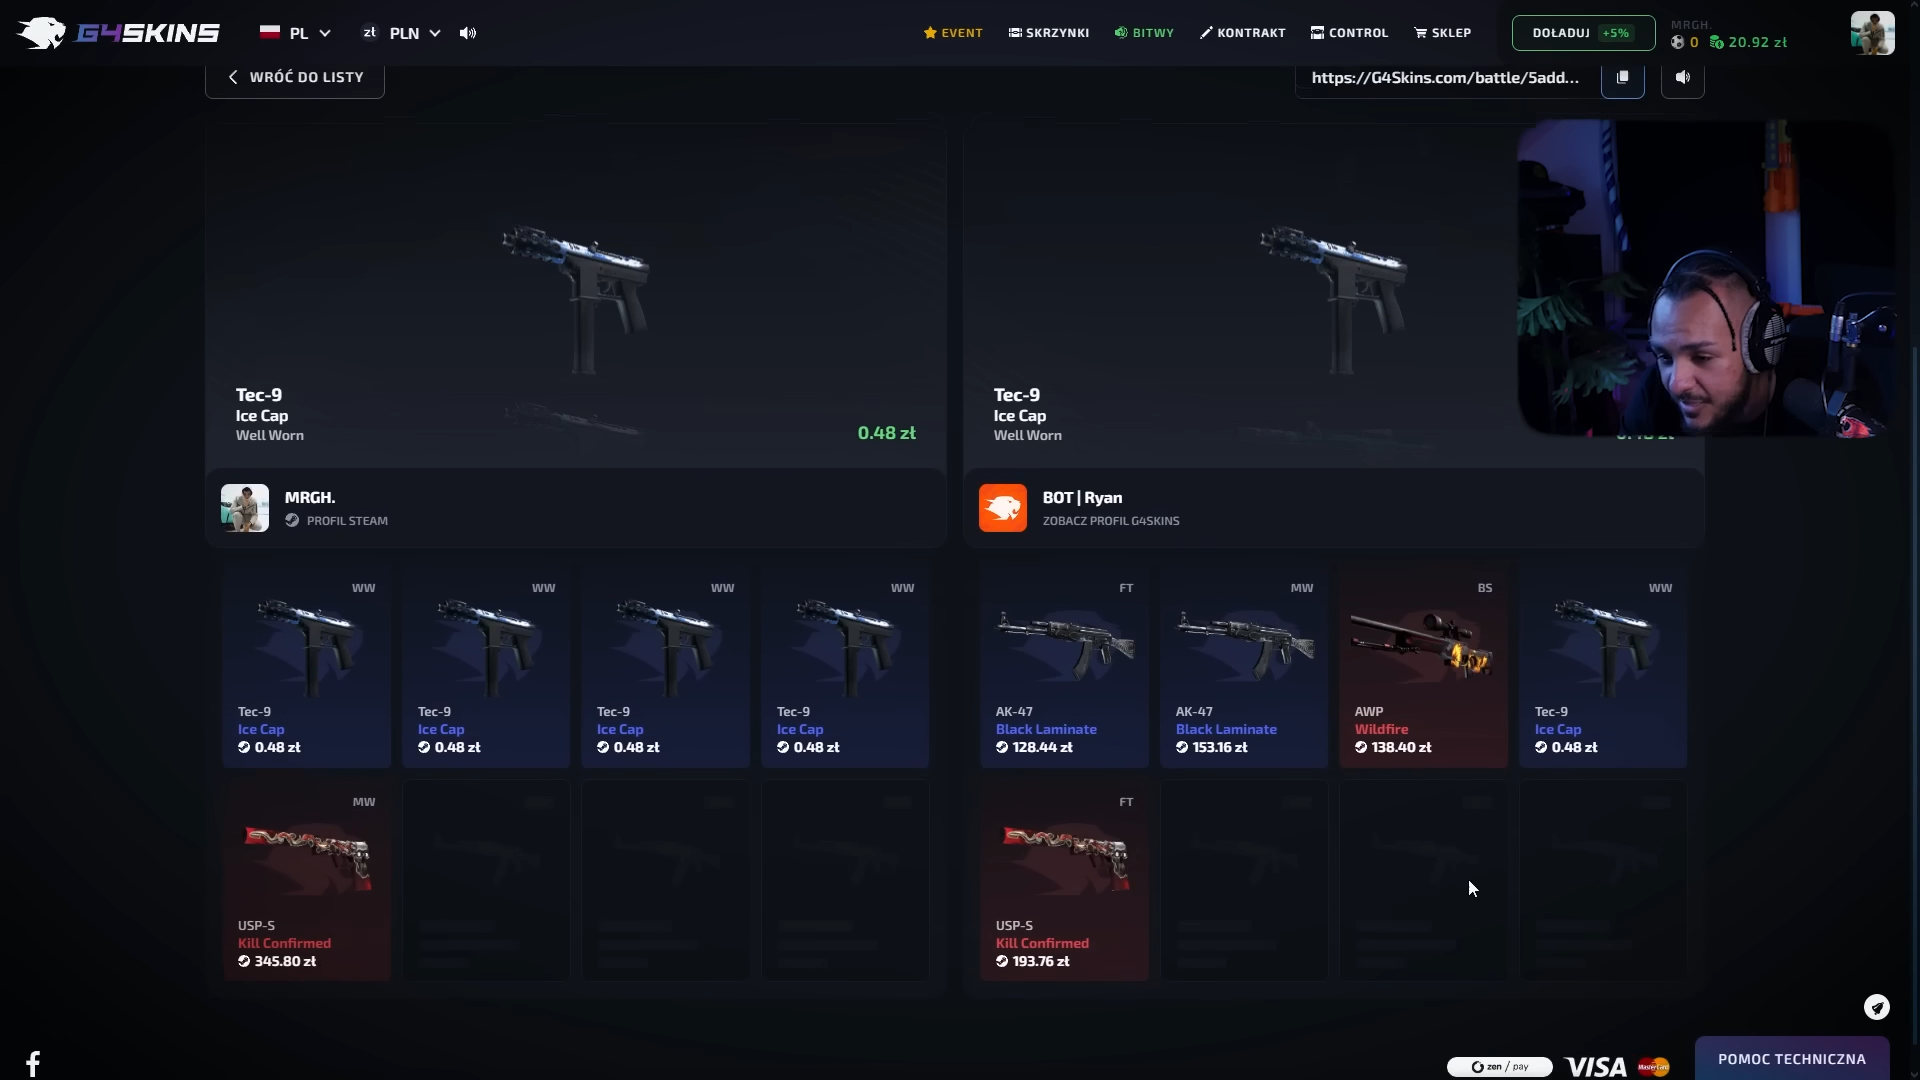 G4SKINS
PL
zł PLN
EVENT
SKRZYNKI
BITWY
KONTRAKT
CONTROL
SKLEP
DOŁADUJ +5%
MRGH.
0 20.92 zł
WRÓĆ DO LISTY
https://G4Skins.com/battle/5add...
Tec-9
Ice Cap
Well Worn
0.48 zł
Tec-9
Ice Cap
Well Worn
MRGH.
PROFIL STEAM
BOT | Ryan
ZOBACZ PROFIL G4SKINS
WW
Tec-9
Ice Cap
0.48 zł
WW
Tec-9
Ice Cap
0.48 zł
WW
Tec-9
Ice Cap
0.48 zł
WW
Tec-9
Ice Cap
0.48 zł
FT
AK-47
Black Laminate
128.44 zł
MW
AK-47
Black Laminate
153.16 zł
BS
AWP
Wildfire
138.40 zł
WW
Tec-9
Ice Cap
0.48 zł
MW
USP-S
Kill Confirmed
345.80 zł
FT
USP-S
Kill Confirmed
193.76 zł
zen / pay
VISA
MasterCard
POMOC TECHNICZNA